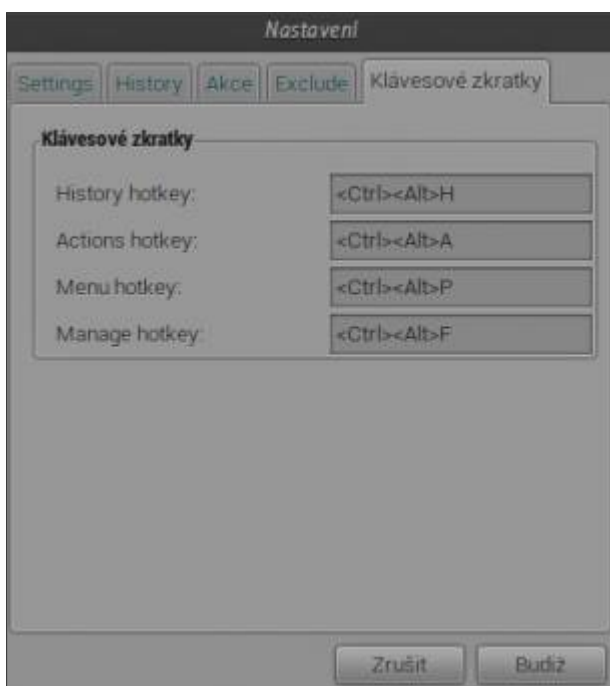 Nastavení
Settings History Akce Exclude Klávesové zkratky
Klávesové zkratky
History hotkey: <Ctrl><Alt>H
Actions hotkey: <Ctrl><Alt>A
Menu hotkey: <Ctrl><Alt>P
Manage hotkey: <Ctrl><Alt>F
Zrušit Budiž